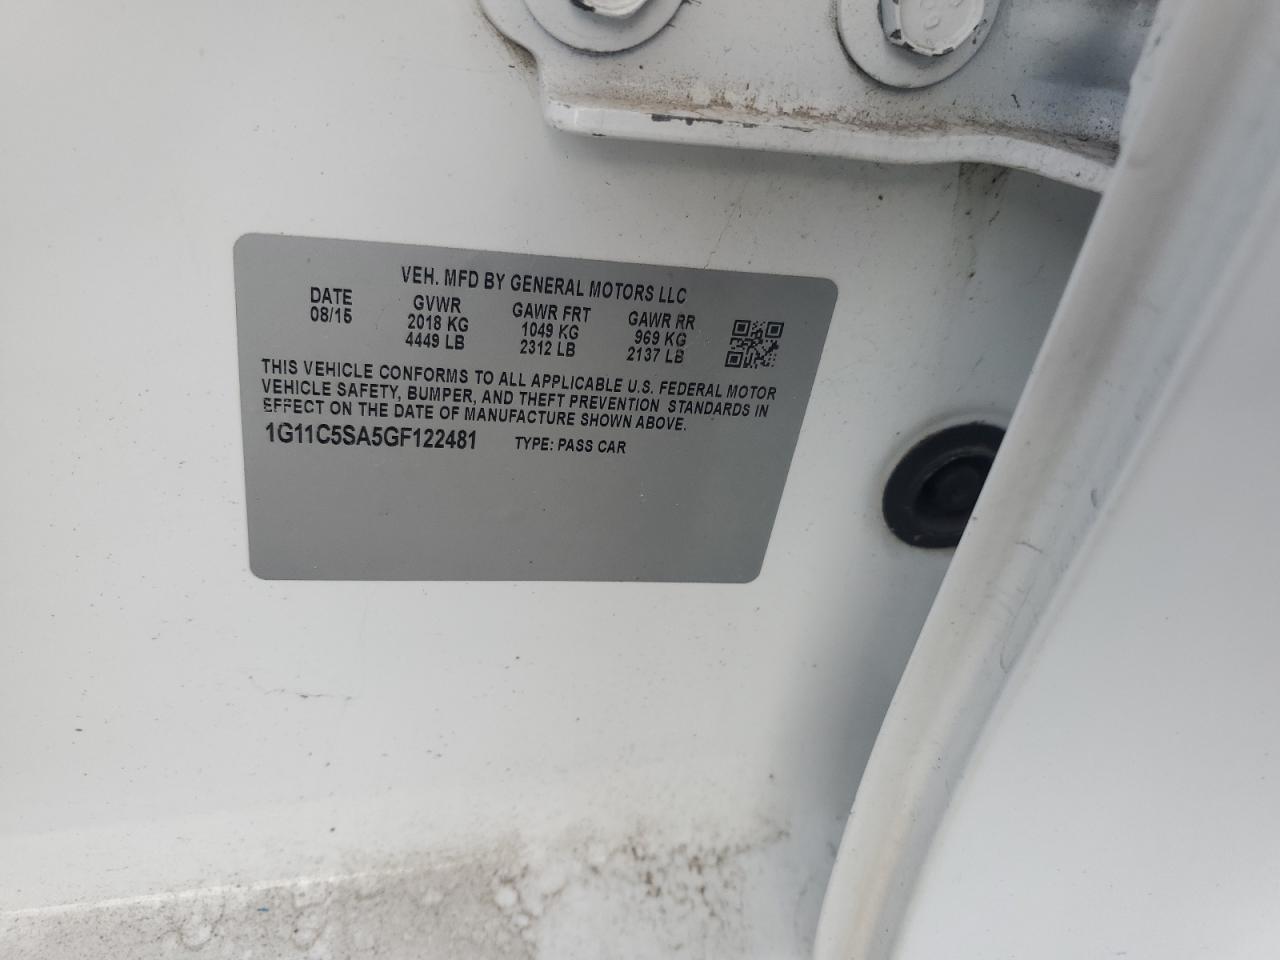 VEH. MFD BY GENERAL MOTORS LLC
DATE GVWR GAWR FRT GAWR RR
08/15 2018 KG 1049 KG 969 KG
4449 LB 2312 LB 2137 LB
THIS VEHICLE CONFORMS TO ALL APPLICABLE U.S. FEDERAL MOTOR
VEHICLE SAFETY, BUMPER, AND THEFT PREVENTION STANDARDS IN
EFFECT ON THE DATE OF MANUFACTURE SHOWN ABOVE.
1G11C5SA5GF122481 TYPE: PASS CAR